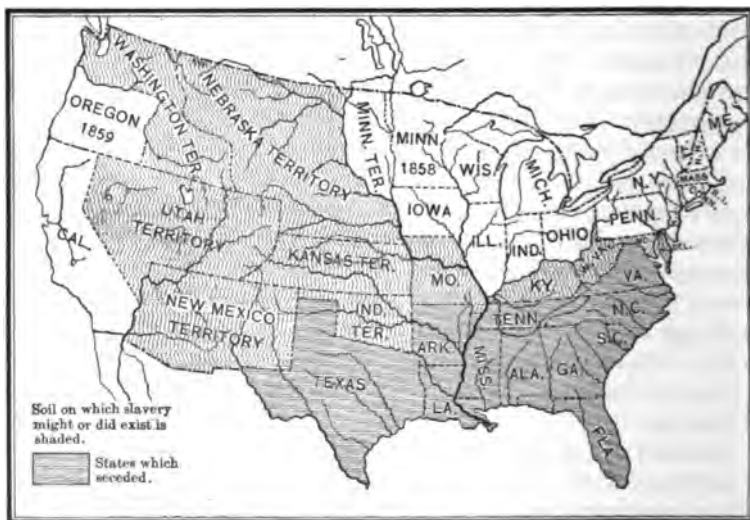 WASHINGTON TER.
NEBRASKA TERRITORY
OREGON
1859
MINN. TER.
MINN
1858
WIS.
MICH.
ME.
N.Y.
MASS
PENN.
IOWA
ILL.
IND.
OHIO
UTAH
TERRITORY
CAL.
KANSAS TER.
MO.
KY.
VA.
DEL.
NEW MEXICO
TERRITORY
IND.
TER.
ARK.
TENN.
N.C.
S.C.
TEXAS
LA.
MISS.
ALA.
GA.
FLA.
Soil on which slavery
might or did exist is
shaded.
States which
seceded.